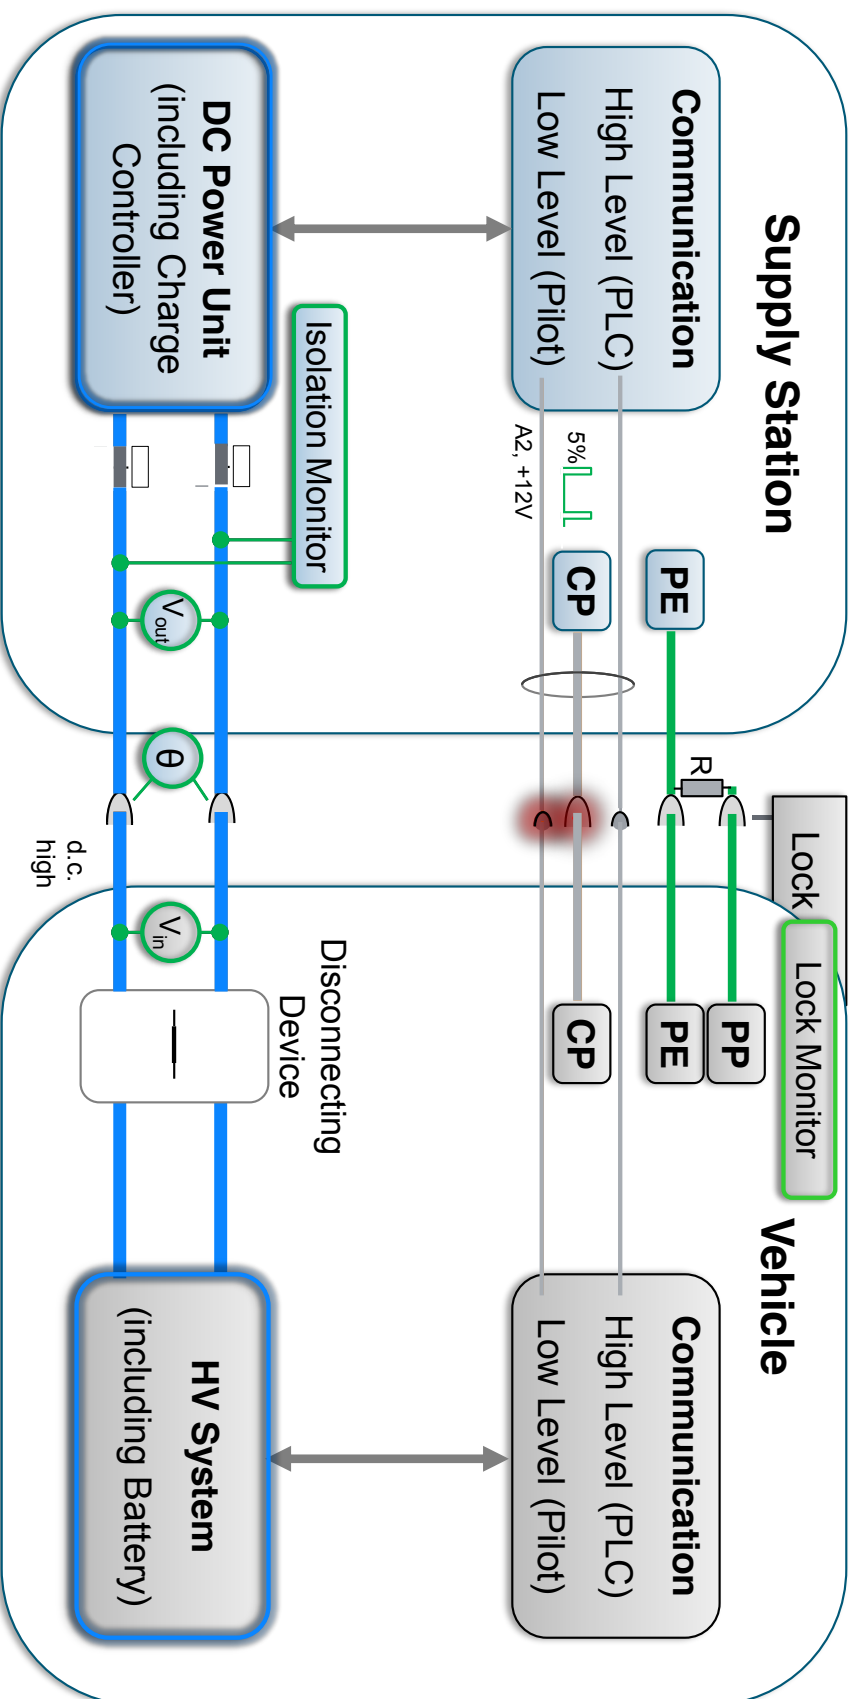 Supply Station
Vehicle
Communication
High Level (PLC)
Low Level (Pilot)
DC Power Unit
(including Charge
Controller)
Isolation Monitor
5%
A2, +12V
PE
CP
V out
θ
R
Lock
Lock Monitor
PP
PE
CP
d.c.
high
V in
Disconnecting
Device
Communication
High Level (PLC)
Low Level (Pilot)
HV System
(including Battery)